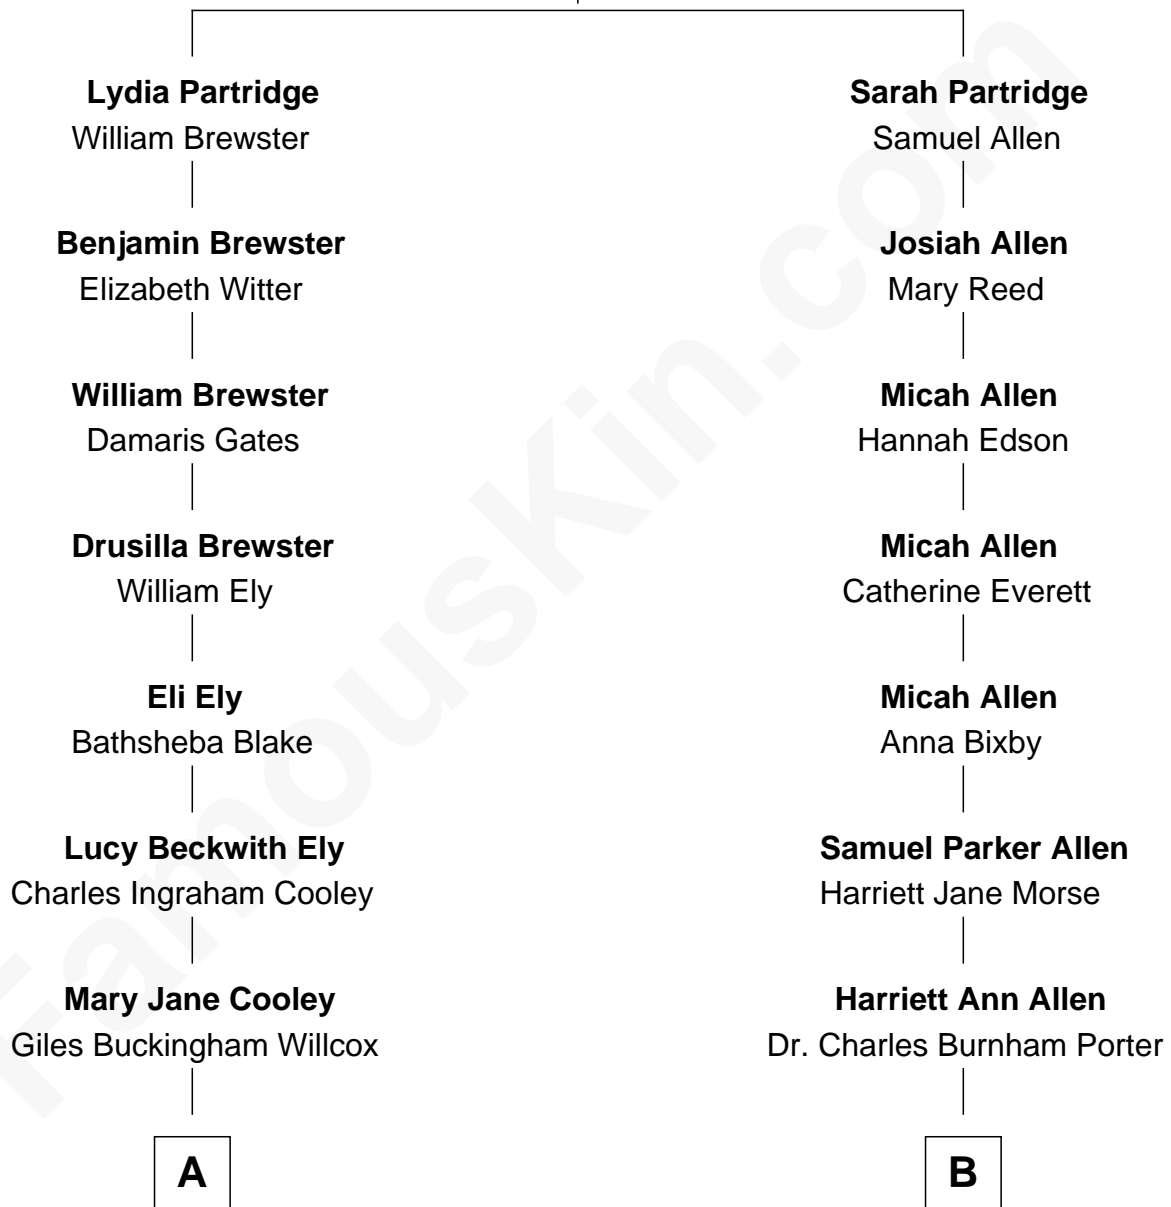 Lydia Partridge
William Brewster
Benjamin Brewster
Elizabeth Witter
William Brewster
Damaris Gates
Drusilla Brewster
William Ely
Eli Ely
Bathsheba Blake
Lucy Beckwith Ely
Charles Ingraham Cooley
Mary Jane Cooley
Giles Buckingham Willcox
A
Sarah Partridge
Samuel Allen
Josiah Allen
Mary Reed
Micah Allen
Hannah Edson
Micah Allen
Catherine Everett
Micah Allen
Anna Bixby
Samuel Parker Allen
Harriett Jane Morse
Harriett Ann Allen
Dr. Charles Burnham Porter
B
FamousKin.com